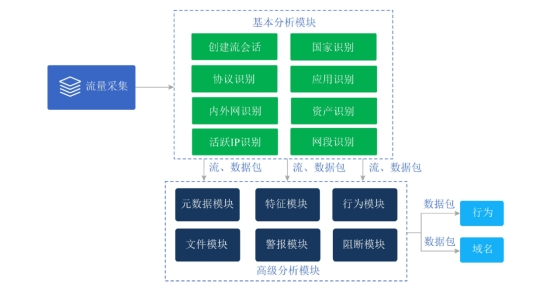 基本分析模块
创建流会话
国家识别
流量采集
协议识别
应用识别
内外网识别
资产识别
活跃IP识别
网段识别
流、数据包
流、数据包
流、数据包
元数据模块
特征模块
行为模块
数据包
行为
文件模块
警报模块
阻断模块
数据包
域名
高级分析模块